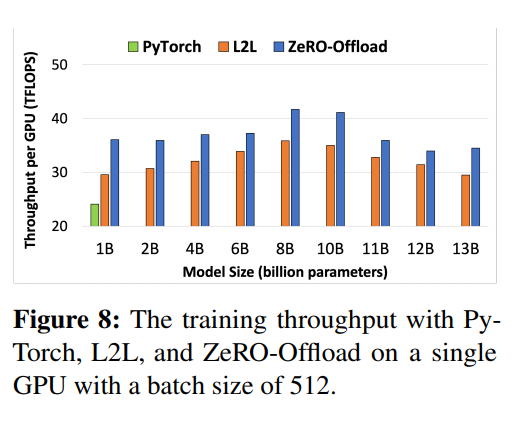 PyTorch L2L ZeRO-Offload
Throughput per GPU (TFLOPS)
50
40
30
20
1B 2B 4B 6B 8B 10B 11B 12B 13B
Model Size (billion parameters)
Figure 8: The training throughput with Py-
Torch, L2L, and ZeRO-Offload on a single
GPU with a batch size of 512.